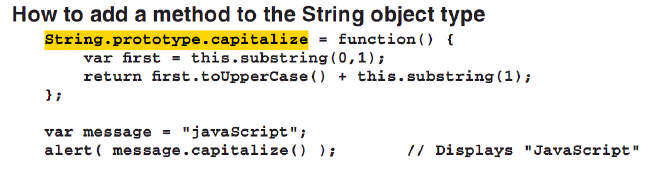 How to add a method to the String object type
String.prototype.capitalize = function() {
    var first = this.substring(0,1);
    return first.toUpperCase() + this.substring(1);
};
var message = "javaScript";
alert( message.capitalize() );       // Displays "JavaScript"